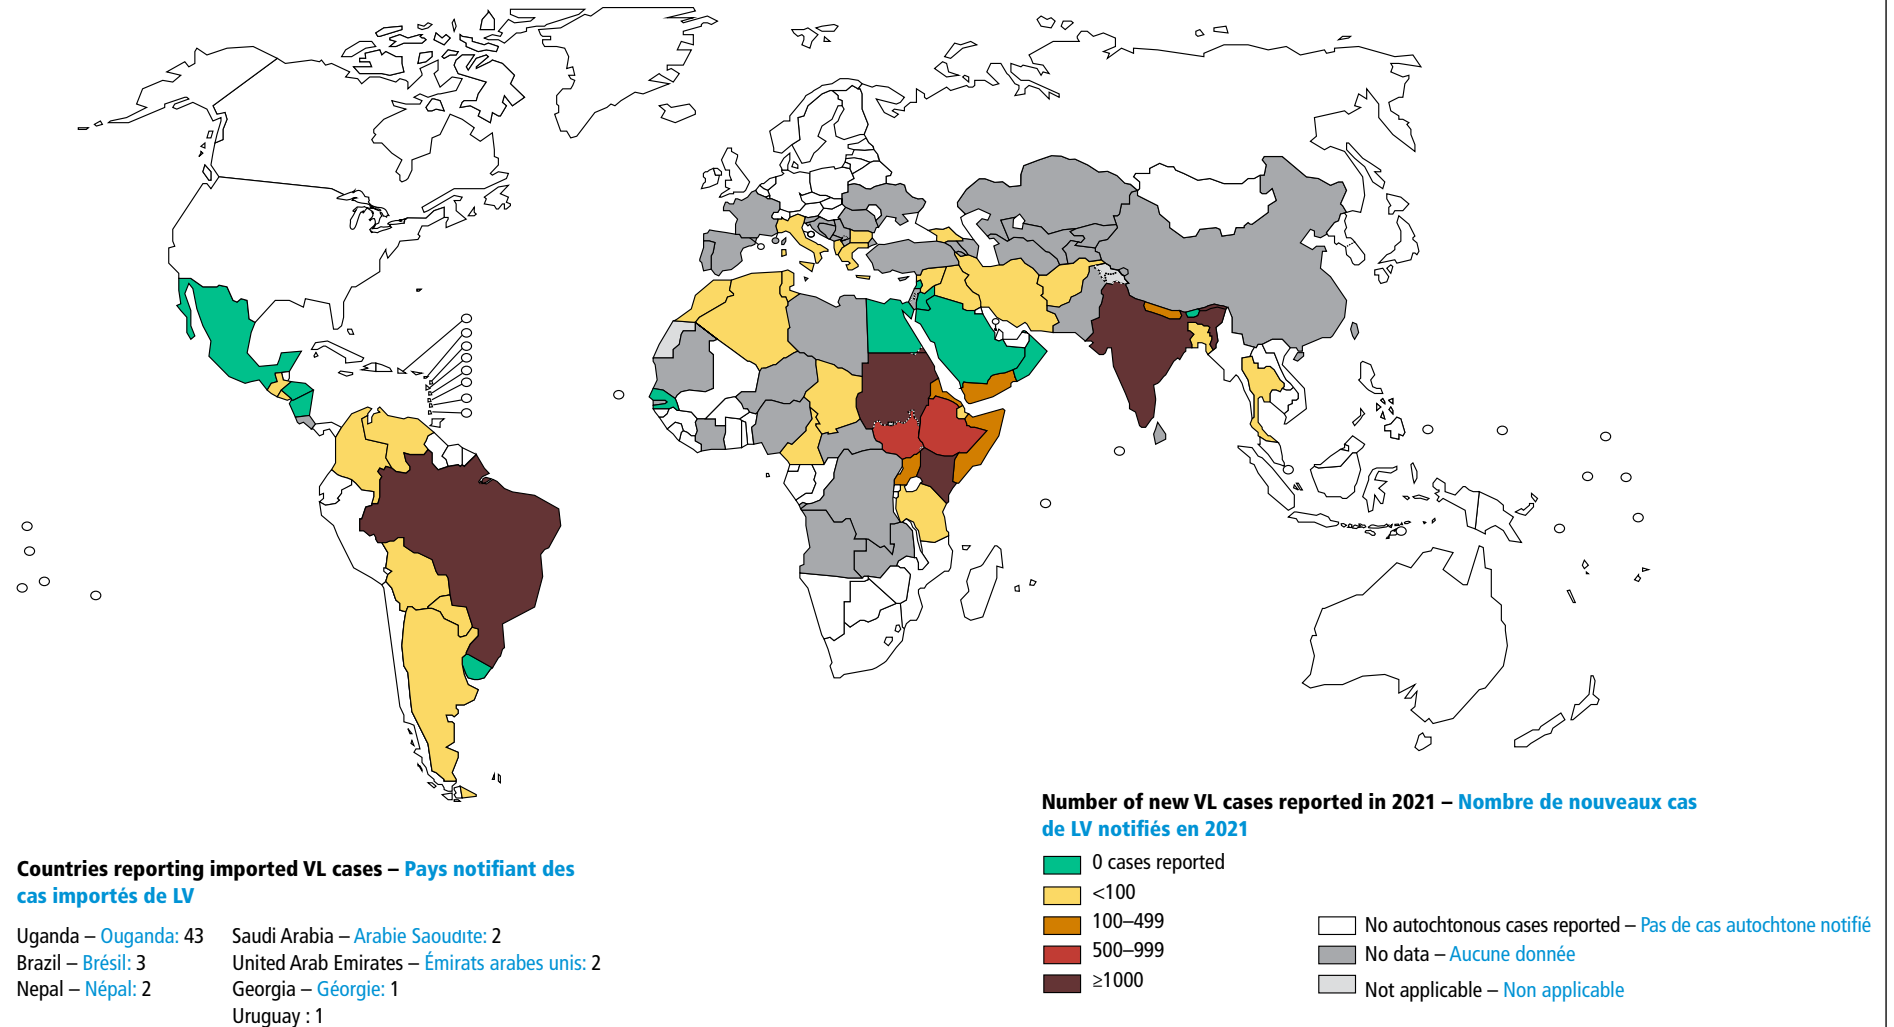 Number of new VL cases reported in 2021 – Nombre de nouveaux cas
de LV notifiés en 2021
0 cases reported
<100
100–499
500–999
≥1000
No autochtonous cases reported – Pas de cas autochtone notifié
No data – Aucune donnée
Not applicable – Non applicable
Countries reporting imported VL cases – Pays notifiant des
cas importés de LV
Uganda – Ouganda: 43
Brazil – Brésil: 3
Nepal – Népal: 2
Saudi Arabia – Arabie Saoudite: 2
United Arab Emirates – Émirats arabes unis: 2
Georgia – Géorgie: 1
Uruguay : 1